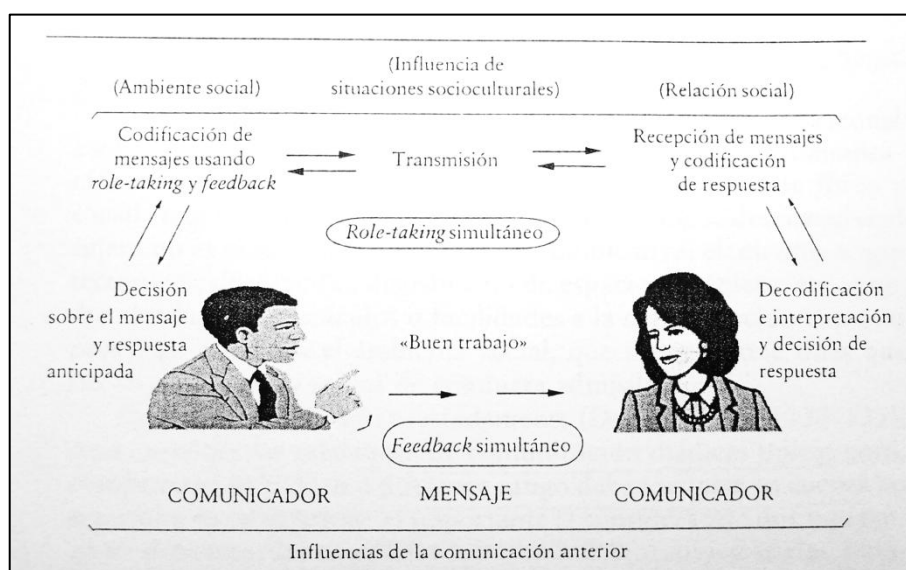 (Ambiente social)
(Influencia de
situaciones socioculturales)
(Relación social)
Codificación de
mensajes usando
role-taking y feedback
Transmisión
Recepción de mensajes
y codificación
de respuesta
Role-taking simultáneo
Decisión
sobre el mensaje
y respuesta
anticipada
«Buen trabajo»
Decodificación
e interpretación
y decisión de
respuesta
Feedback simultáneo
COMUNICADOR
MENSAJE
COMUNICADOR
Influencias de la comunicación anterior